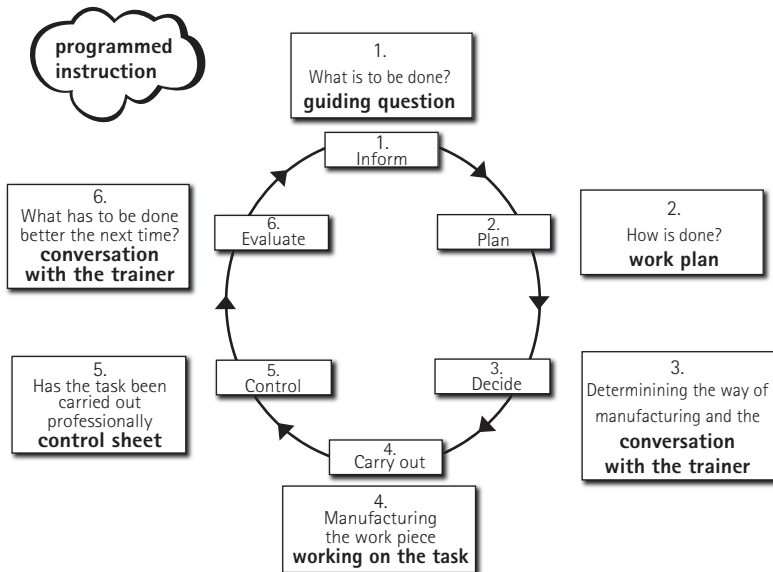 programmed
instruction
1.
What is to be done?
guiding question
1.
Inform
2.
Plan
2.
How is done?
work plan
3.
Decide
3.
Determinining the way of
manufacturing and the
conversation
with the trainer
4.
Carry out
4.
Manufacturing
the work piece
working on the task
5.
Control
5.
Has the task been
carried out
professionally
control sheet
6.
Evaluate
6.
What has to be done
better the next time?
conversation
with the trainer